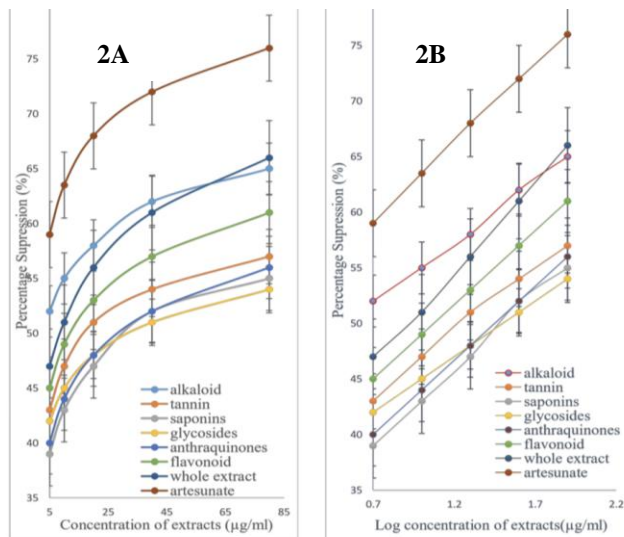 2A
75
70
65
60
55
50
45
40
35
Percentage Supression (%)
alkaloid
tannin
saponins
glycosides
anthraquinones
flavonoid
whole extract
artesunate
5 25 45 65 85
Concentration of extracts (µg/ml)
2B
75
70
65
60
55
50
45
40
35
Percentage Supression (%)
alkaloid
tannin
saponins
glycosides
anthraquinones
flavonoid
whole extract
artesunate
0.7 1.2 1.7 2.2
Log concentration of extracts(µg/ml)